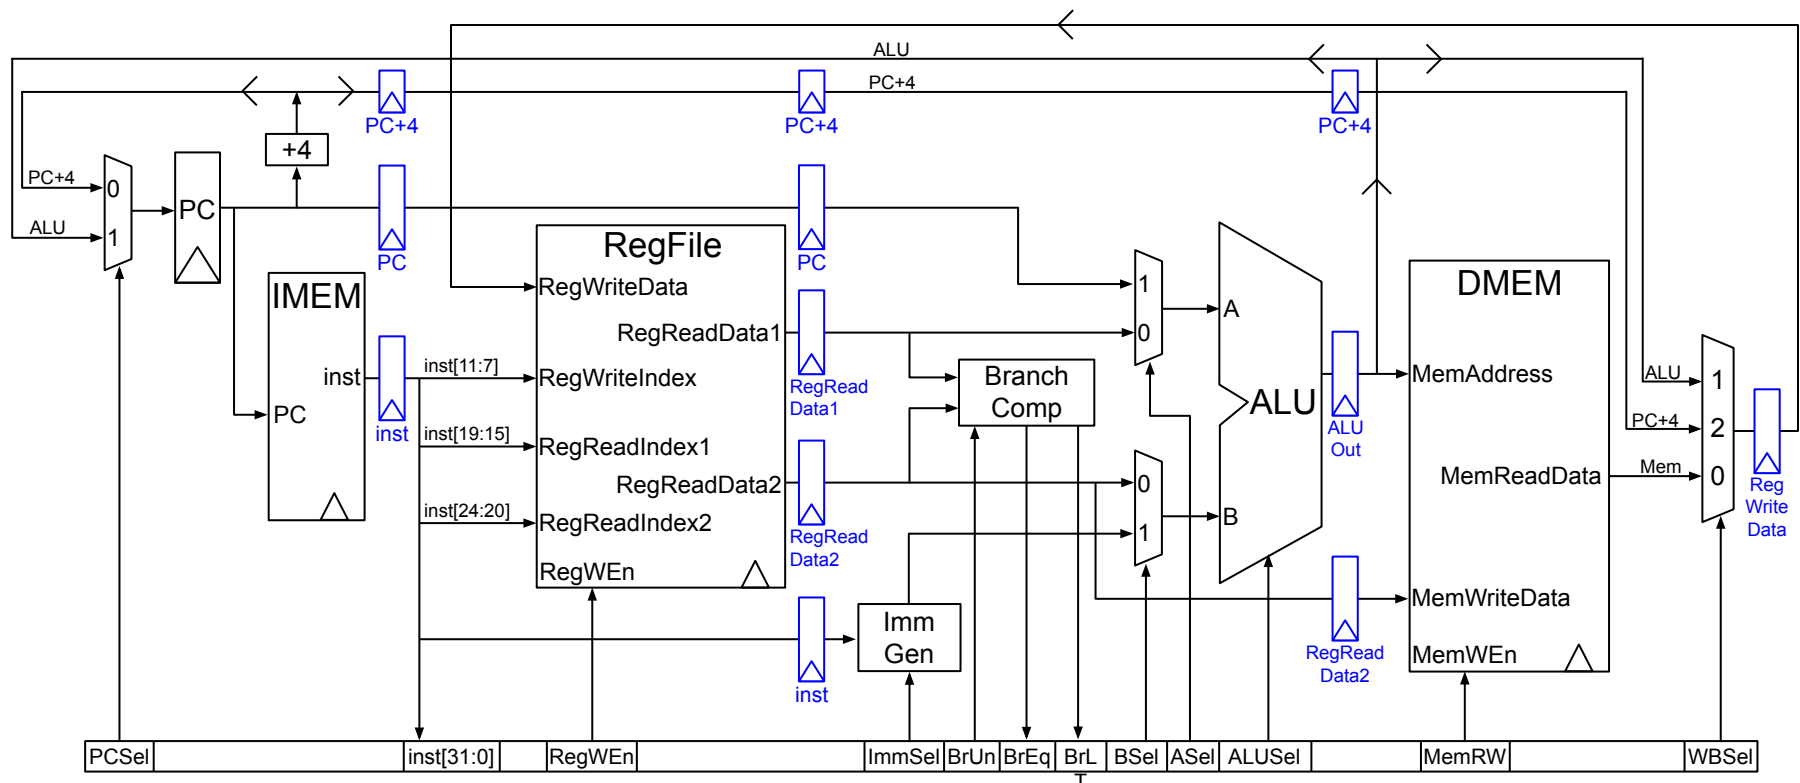 ALU
PC+4
PC+4
PC+4
PC+4
+4
PC+4
0
ALU
1
PC
PC
PC
RegFile
IMEM
inst
PC
inst
inst[11:7]
inst[19:15]
inst[24:20]
RegWriteData
RegReadData1
RegWriteIndex
RegReadIndex1
RegReadData2
RegReadIndex2
RegWEn
RegRead
Data1
RegRead
Data2
inst
Branch
Comp
Imm
Gen
1
0
0
1
A
B
ALU
ALU
Out
RegRead
Data2
DMEM
MemAddress
MemReadData
MemWriteData
MemWEn
ALU
1
PC+4
2
Mem
0
Reg
Write
Data
PCSel
inst[31:0]
RegWEn
ImmSel
BrUn
BrEq
BrL
T
BSel
ASel
ALUSel
MemRW
WBSel